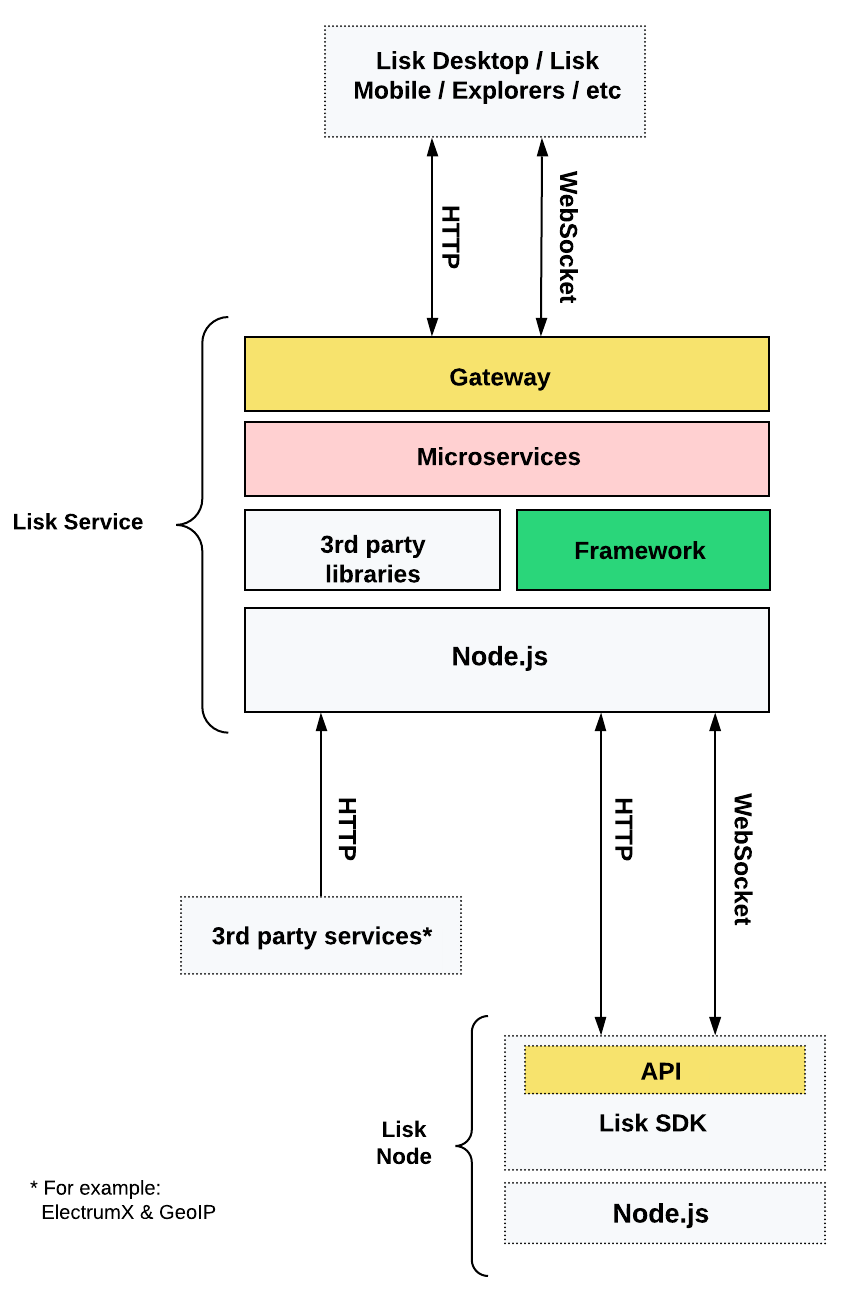 Lisk Desktop / Lisk
Mobile / Explorers / etc
HTTP
WebSocket
Gateway
Microservices
Lisk Service
3rd party
libraries
Framework
Node.js
HTTP
HTTP
WebSocket
3rd party services*
API
Lisk SDK
Lisk
Node
Node.js
* For example:
ElectrumX & GeoIP